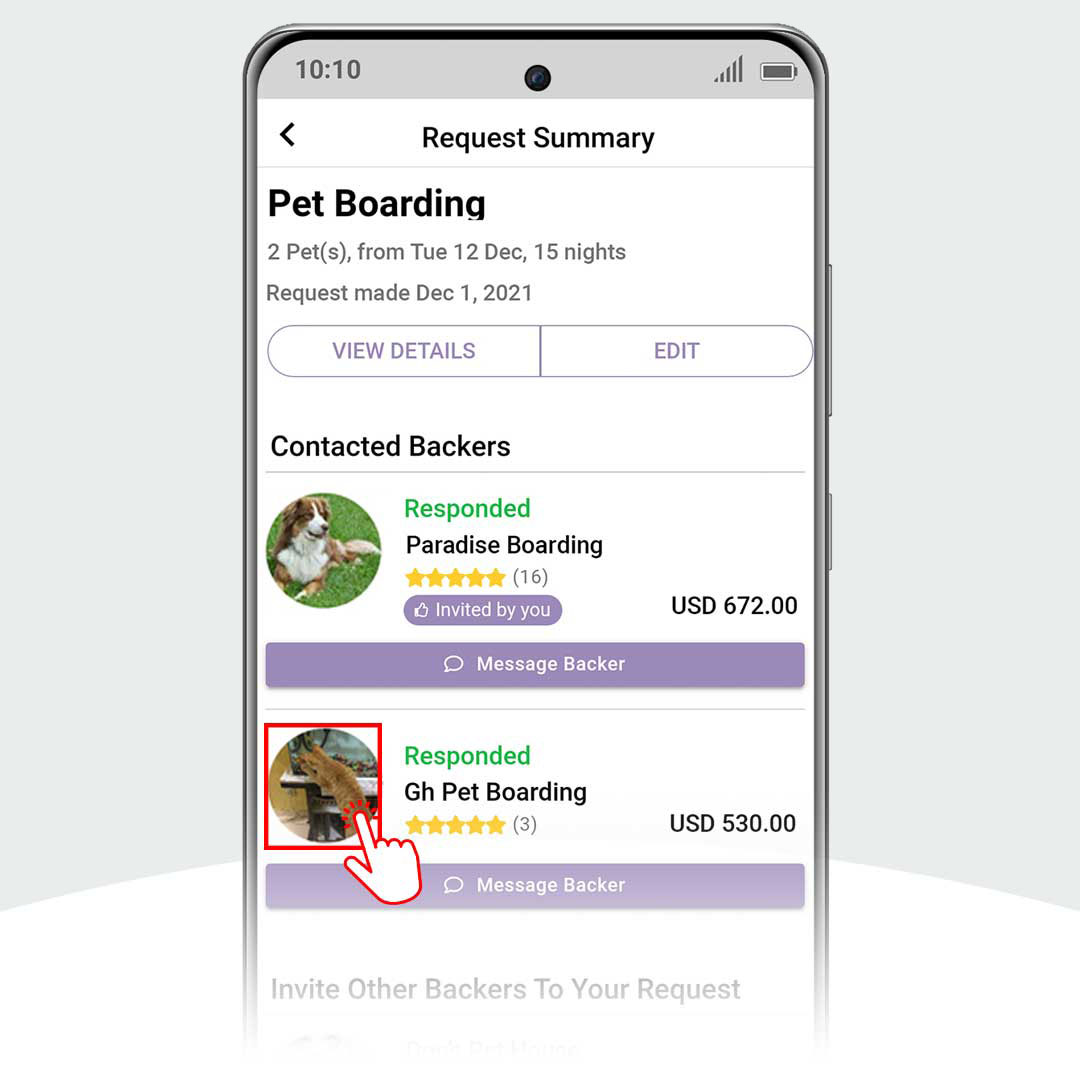 10:10
Request Summary
Pet Boarding
2 Pet(s), from Tue 12 Dec, 15 nights
Request made Dec 1, 2021
VIEW DETAILS EDIT
Contacted Backers
Responded
Paradise Boarding
(16)
Invited by you
USD 672.00
Message Backer
Responded
Gh Pet Boarding
(3)
USD 530.00
Message Backer
Invite Other Backers To Your Request
Pet House